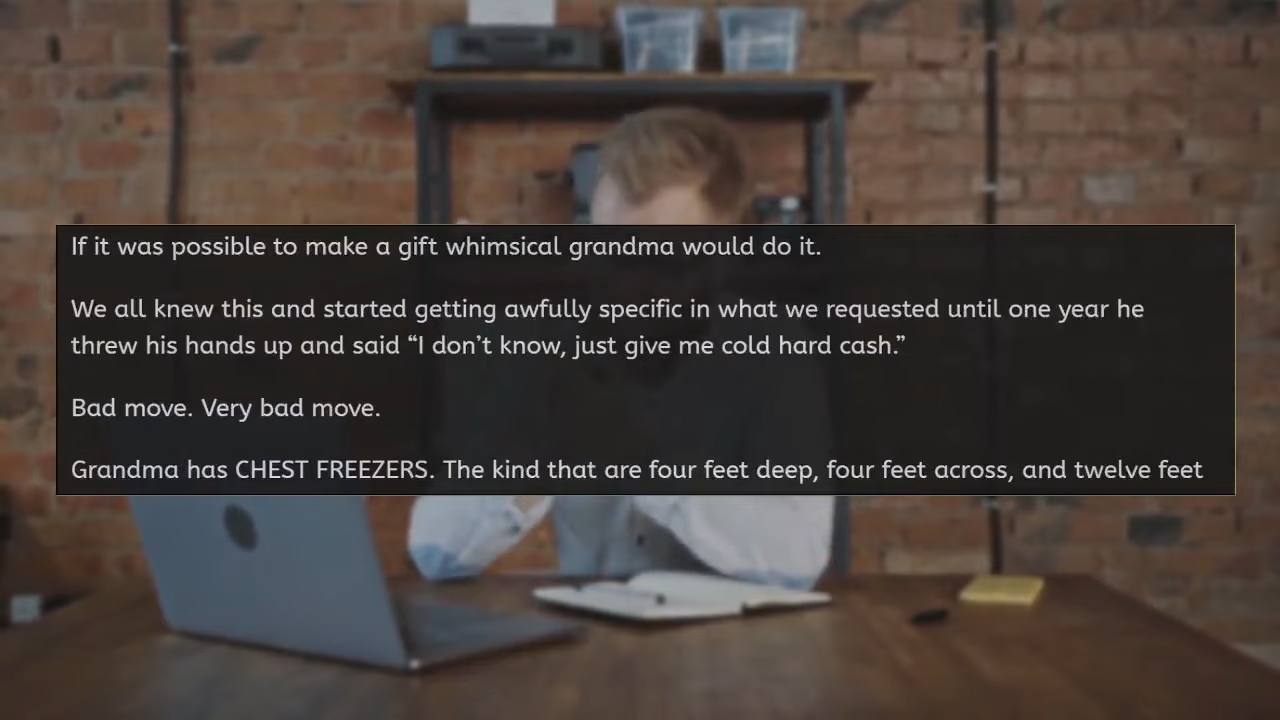 If it was possible to make a gift whimsical grandma would do it.
We all knew this and started getting awfully specific in what we requested until one year he
threw his hands up and said “I don’t know, just give me cold hard cash.”
Bad move. Very bad move.
Grandma has CHEST FREEZERS. The kind that are four feet deep, four feet across, and twelve feet